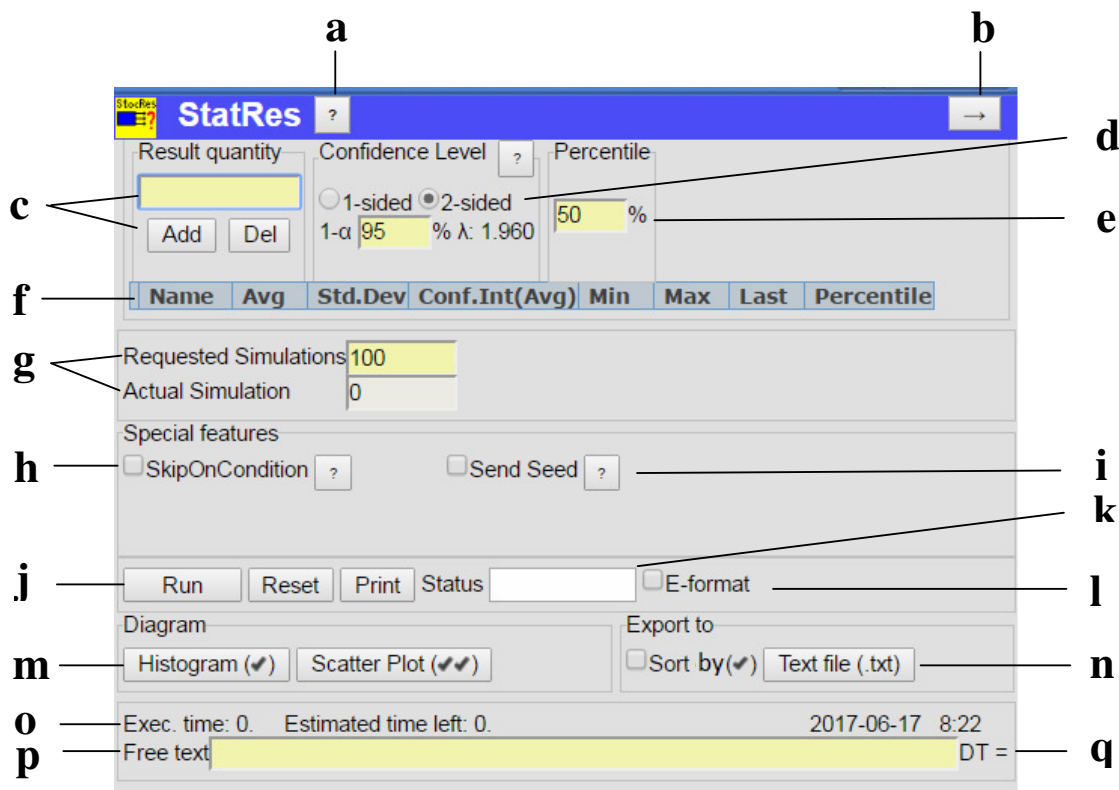 a b
StocRes
? StatRes ? →
Result quantity Confidence Level ? Percentile
d
c 1-sided 2-sided 50 % e
Add Del 1-α 95 % λ: 1.960
f Name Avg Std.Dev Conf.Int(Avg) Min Max Last Percentile
g Requested Simulations 100
Actual Simulation 0
Special features
h SkipOnCondition ? Send Seed ? i
k
j Run Reset Print Status E-format l
Diagram Export to
m Histogram (✔) Scatter Plot (✔✔) Sort by(✔) Text file (.txt) n
o Exec. time: 0. Estimated time left: 0. 2017-06-17 8:22
p Free text DT = q